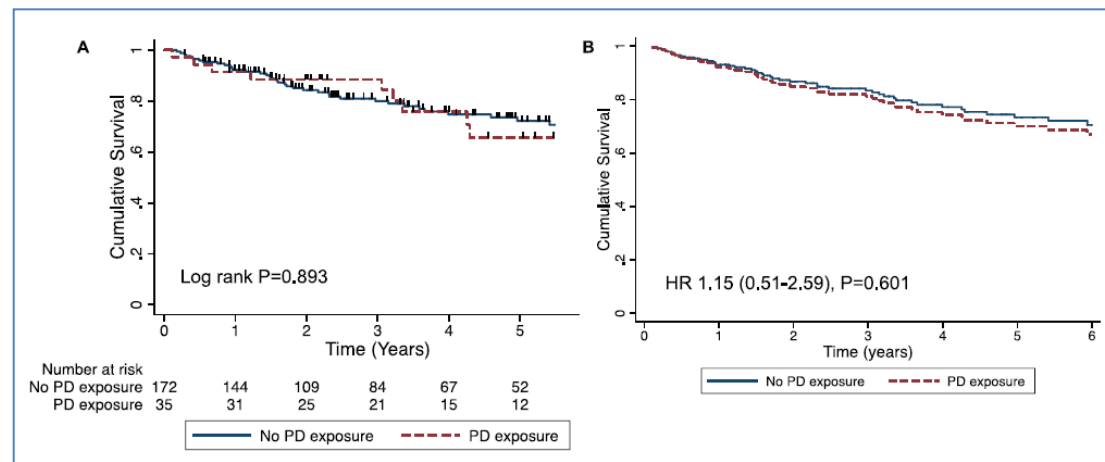 A
Cumulative Survival
1
.8
.6
.4
.2
0
Log rank P=0.893
0 1 2 3 4 5
Time (Years)
Number at risk
No PD exposure 172 144 109 84 67 52
PD exposure 35 31 25 21 15 12
No PD exposure PD exposure
B
Cumulative Survival
1
.8
.6
.4
.2
0
HR 1.15 (0.51-2.59), P=0.601
0 1 2 3 4 5 6
Time (years)
No PD exposure PD exposure